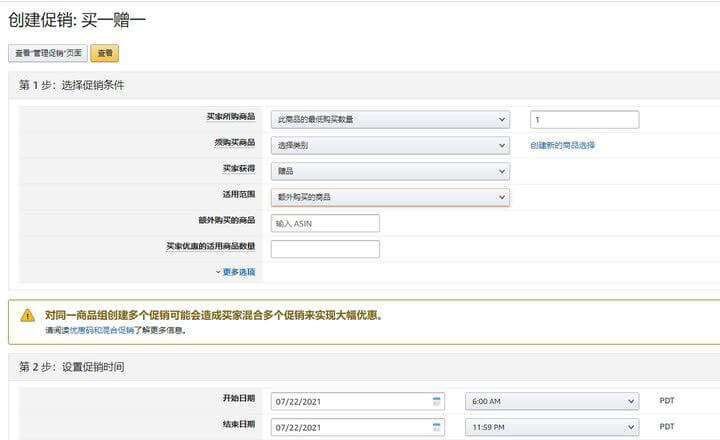 创建促销: 买一赠一
查看“管理促销”页面 查看
第 1 步：选择促销条件
买家所购商品 此商品的最低购买数量 1
须购买商品 选择类别 创建新的商品选择
买家获得 赠品
适用范围 额外购买的商品
额外购买的商品 输入 ASIN
买家优惠的适用商品数量
更多选项
对同一商品组创建多个促销可能会造成买家混合多个促销来实现大幅优惠。
请阅读优惠码和混合促销了解更多信息。
第 2 步：设置促销时间
开始日期 07/22/2021 6:00 AM PDT
结束日期 07/22/2021 11:59 PM PDT